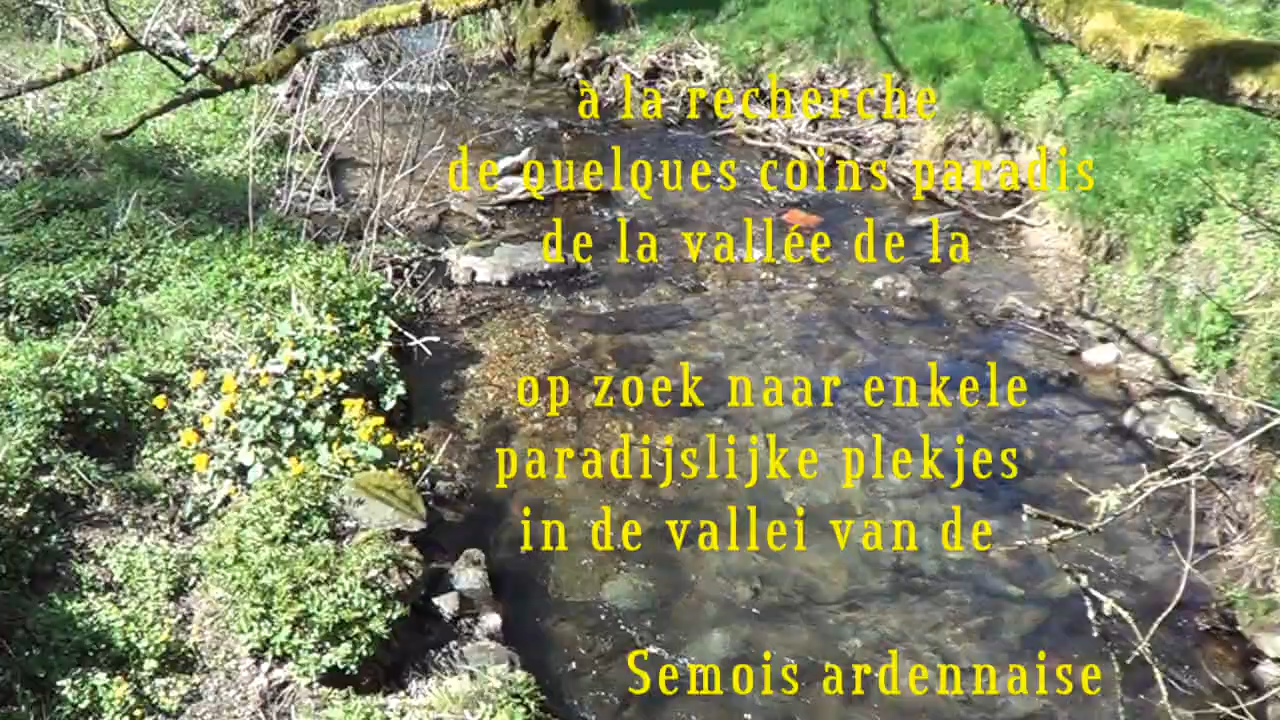 à la recherche
de quelques coins paradis
de la vallée de la
op zoek naar enkele
paradijslijke plekjes
in de vallei van de
Semois ardennaise